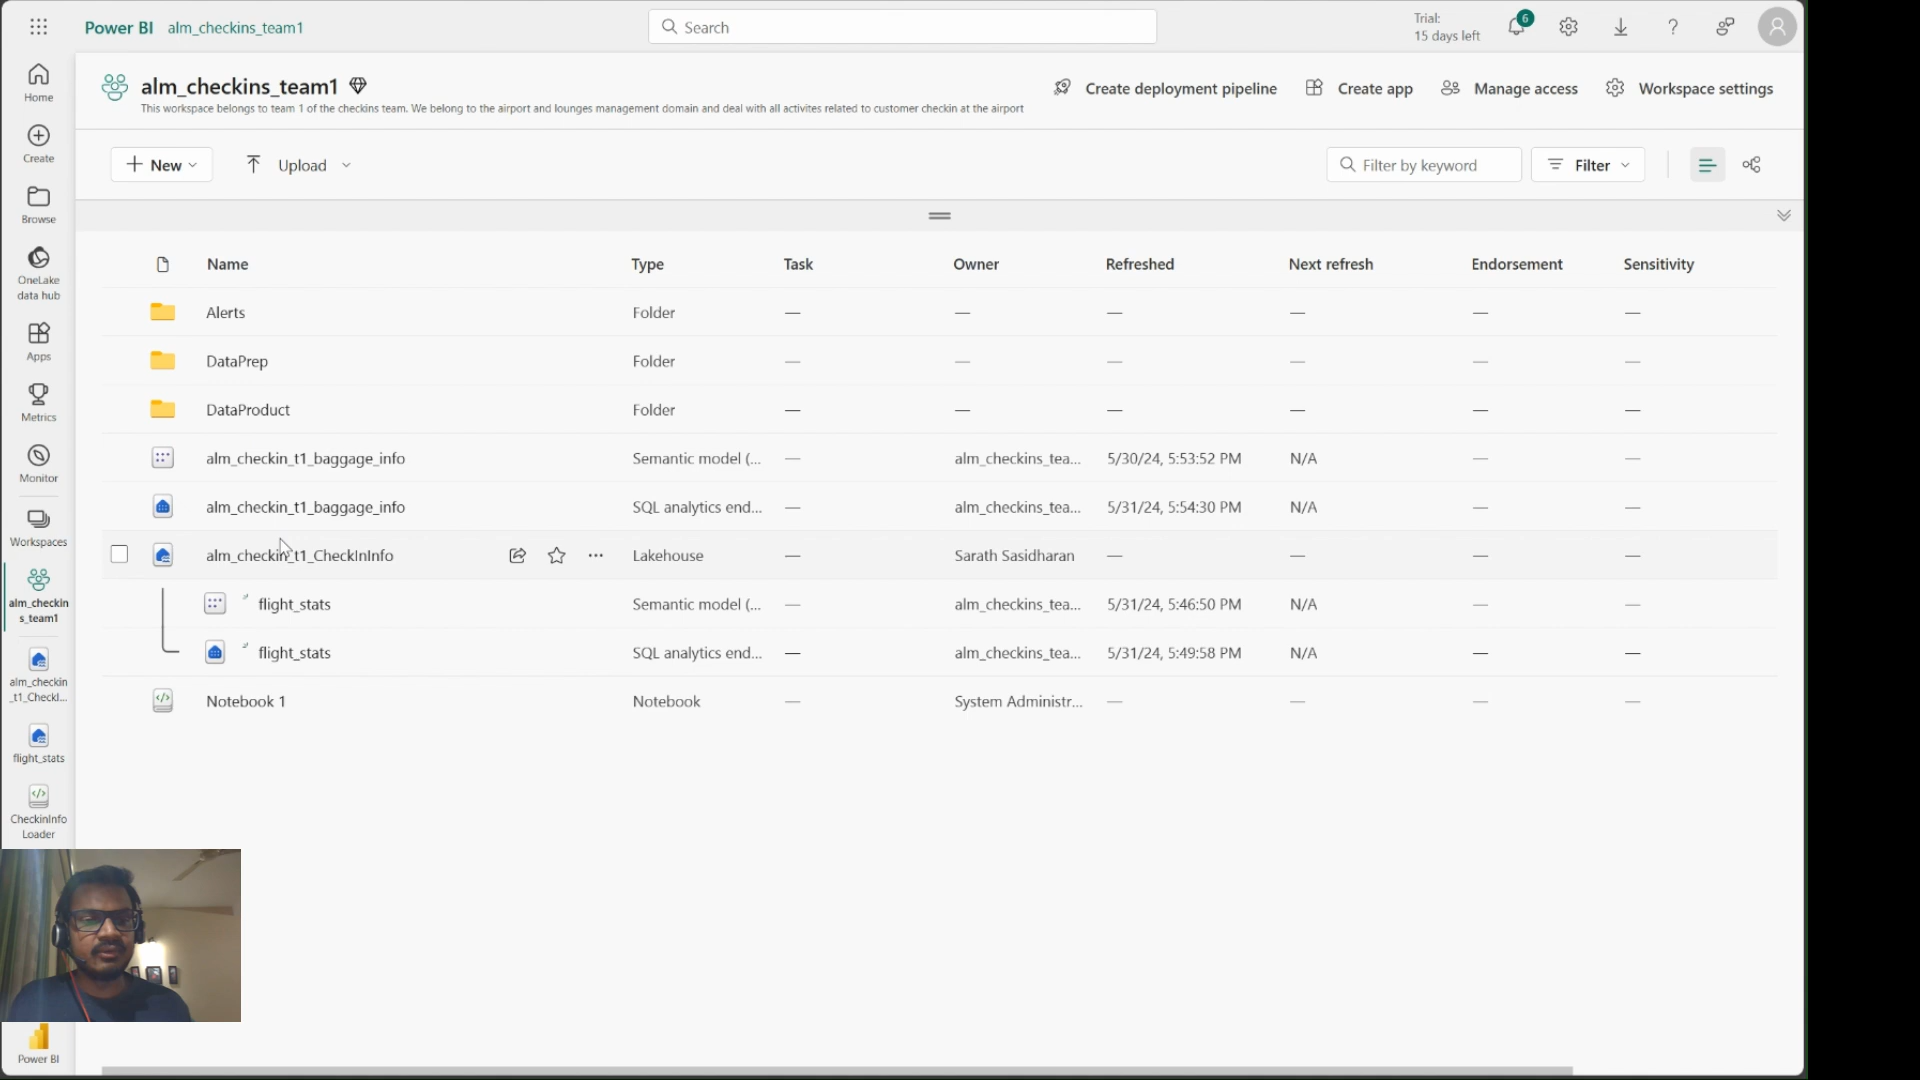 Power BI alm_checkins_team1
Search
Trial:
15 days left
6
?
alm_checkins_team1
This workspace belongs to team 1 of the checkins team. We belong to the airport and lounges management domain and deal with all activites related to customer checkin at the airport
Create deployment pipeline
Create app
Manage access
Workspace settings
New
Upload
Filter by keyword
Filter
Name Type Task Owner Refreshed Next refresh Endorsement Sensitivity
Alerts Folder — — — — — —
DataPrep Folder — — — — — —
DataProduct Folder — — — — — —
alm_checkin_t1_baggage_info Semantic model (... — alm_checkins_tea... 5/30/24, 5:53:52 PM N/A — —
alm_checkin_t1_baggage_info SQL analytics end... — alm_checkins_tea... 5/31/24, 5:54:30 PM N/A — —
alm_checkin_t1_CheckInInfo Lakehouse — Sarath Sasidharan — — — —
flight_stats Semantic model (... — alm_checkins_tea... 5/31/24, 5:46:50 PM N/A — —
flight_stats SQL analytics end... — alm_checkins_tea... 5/31/24, 5:49:58 PM N/A — —
Notebook 1 Notebook — System Administr... — — — —
Home
Create
Browse
OneLake
data hub
Apps
Metrics
Monitor
Workspaces
alm_checkin
s_team1
alm_checkin
_t1_CheckI...
flight_stats
CheckinInfo
Loader
Power BI